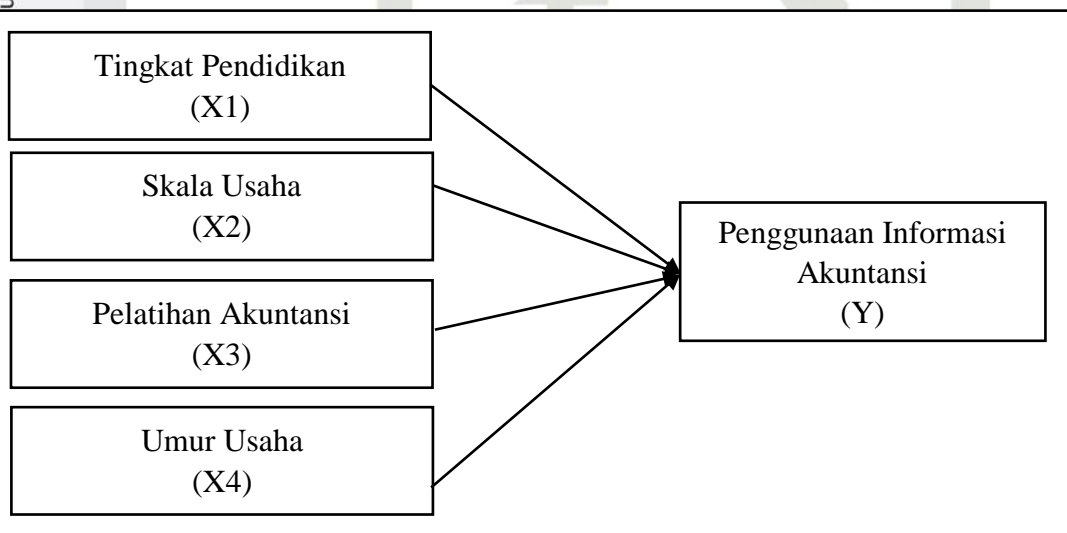 Tingkat Pendidikan
(X1)
Skala Usaha
(X2)
Pelatihan Akuntansi
(X3)
Umur Usaha
(X4)
Penggunaan Informasi
Akuntansi
(Y)